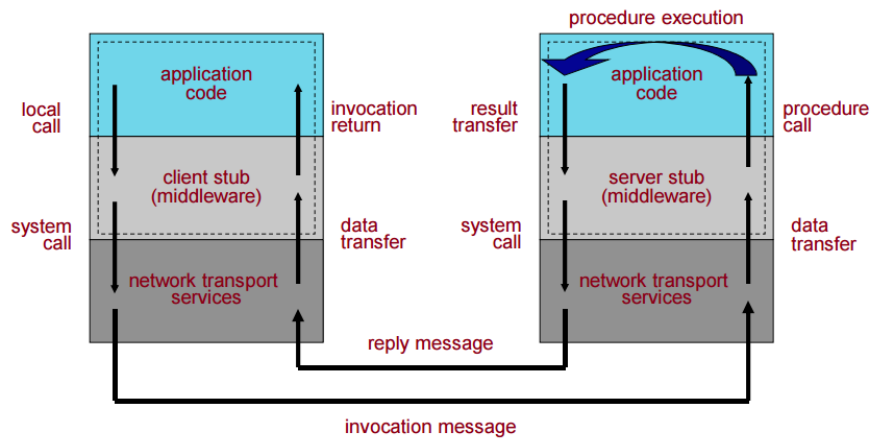 procedure execution
application
code
local
call
invocation
return
client stub
(middleware)
system
call
data
transfer
network transport
services
application
code
result
transfer
procedure
call
server stub
(middleware)
system
call
data
transfer
network transport
services
reply message
invocation message